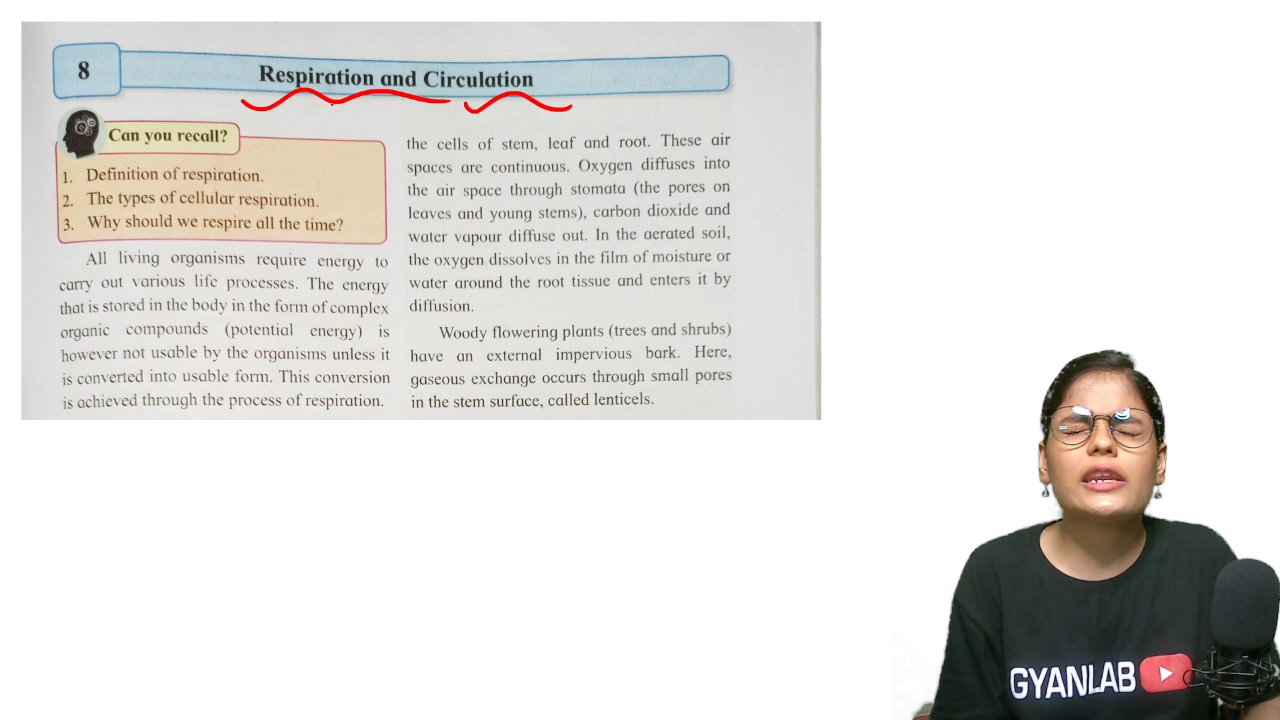 8
Respiration and Circulation
Can you recall?
1. Definition of respiration.
2. The types of cellular respiration.
3. Why should we respire all the time?
All living organisms require energy to
carry out various life processes. The energy
that is stored in the body in the form of complex
organic compounds (potential energy) is
however not usable by the organisms unless it
is converted into usable form. This conversion
is achieved through the process of respiration.
the cells of stem, leaf and root. These air
spaces are continuous. Oxygen diffuses into
the air space through stomata (the pores on
leaves and young stems), carbon dioxide and
water vapour diffuse out. In the aerated soil,
the oxygen dissolves in the film of moisture or
water around the root tissue and enters it by
diffusion.
Woody flowering plants (trees and shrubs)
have an external impervious bark. Here,
gaseous exchange occurs through small pores
in the stem surface, called lenticels.
GYANLAB